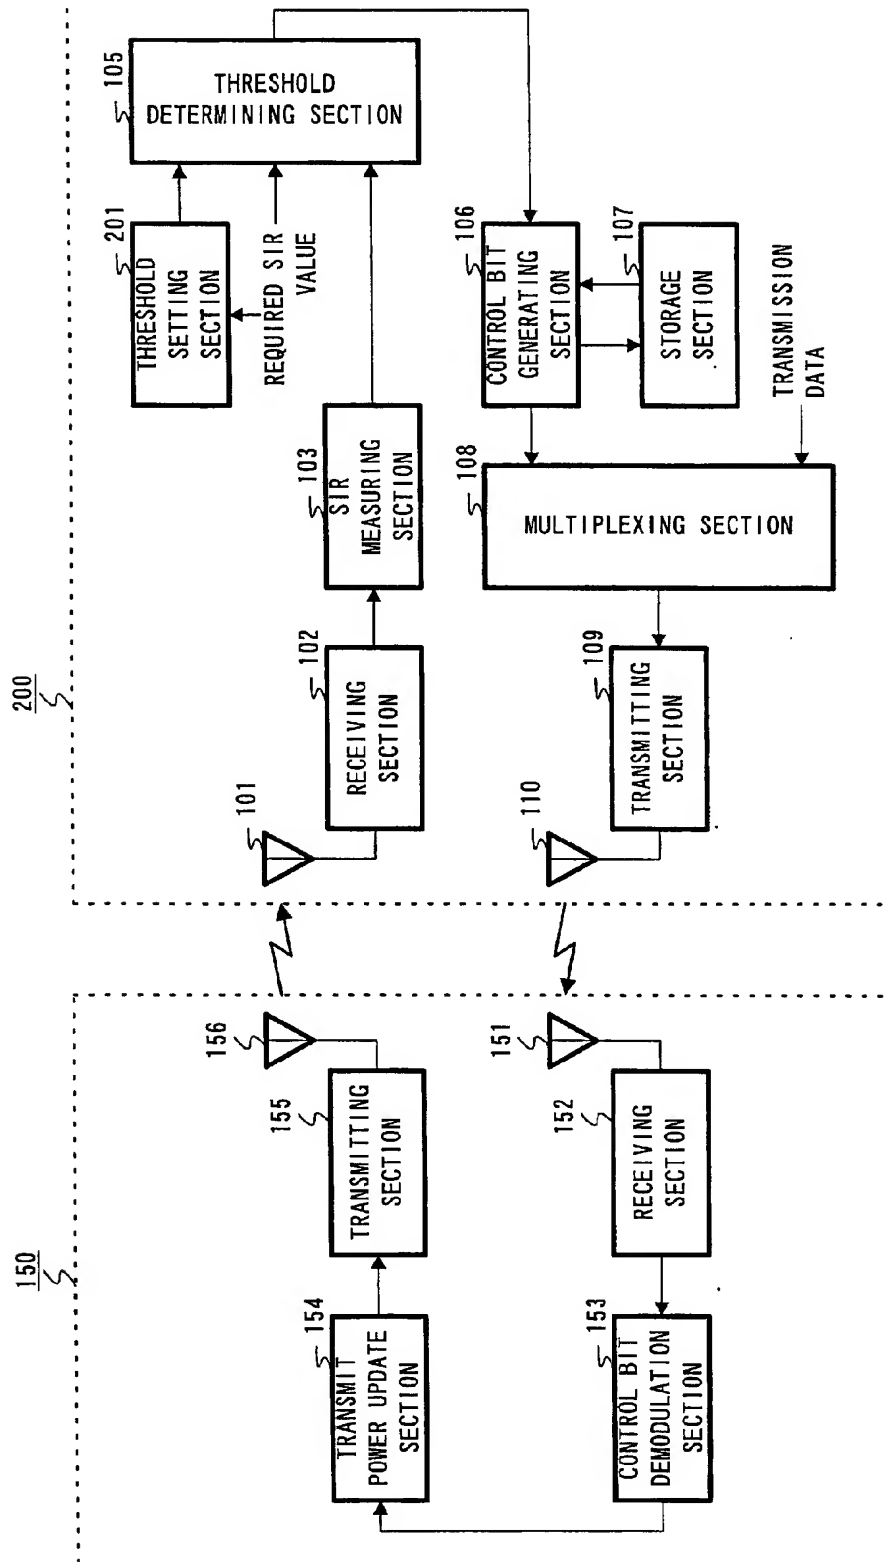 150
154
TRANSMIT
POWER UPDATE
SECTION
155
TRANSMITTING
SECTION
156
153
CONTROL BIT
DEMODULATION
SECTION
152
RECEIVING
SECTION
151
200
101
102
RECEIVING
SECTION
103
SIR
MEASURING
SECTION
201
THRESHOLD
SETTING
SECTION
REQUIRED SIR
VALUE
105
THRESHOLD
DETERMINING SECTION
110
109
TRANSMITTING
SECTION
108
MULTIPLEXING SECTION
106
CONTROL BIT
GENERATING
SECTION
107
STORAGE
SECTION
TRANSMISSION
DATA